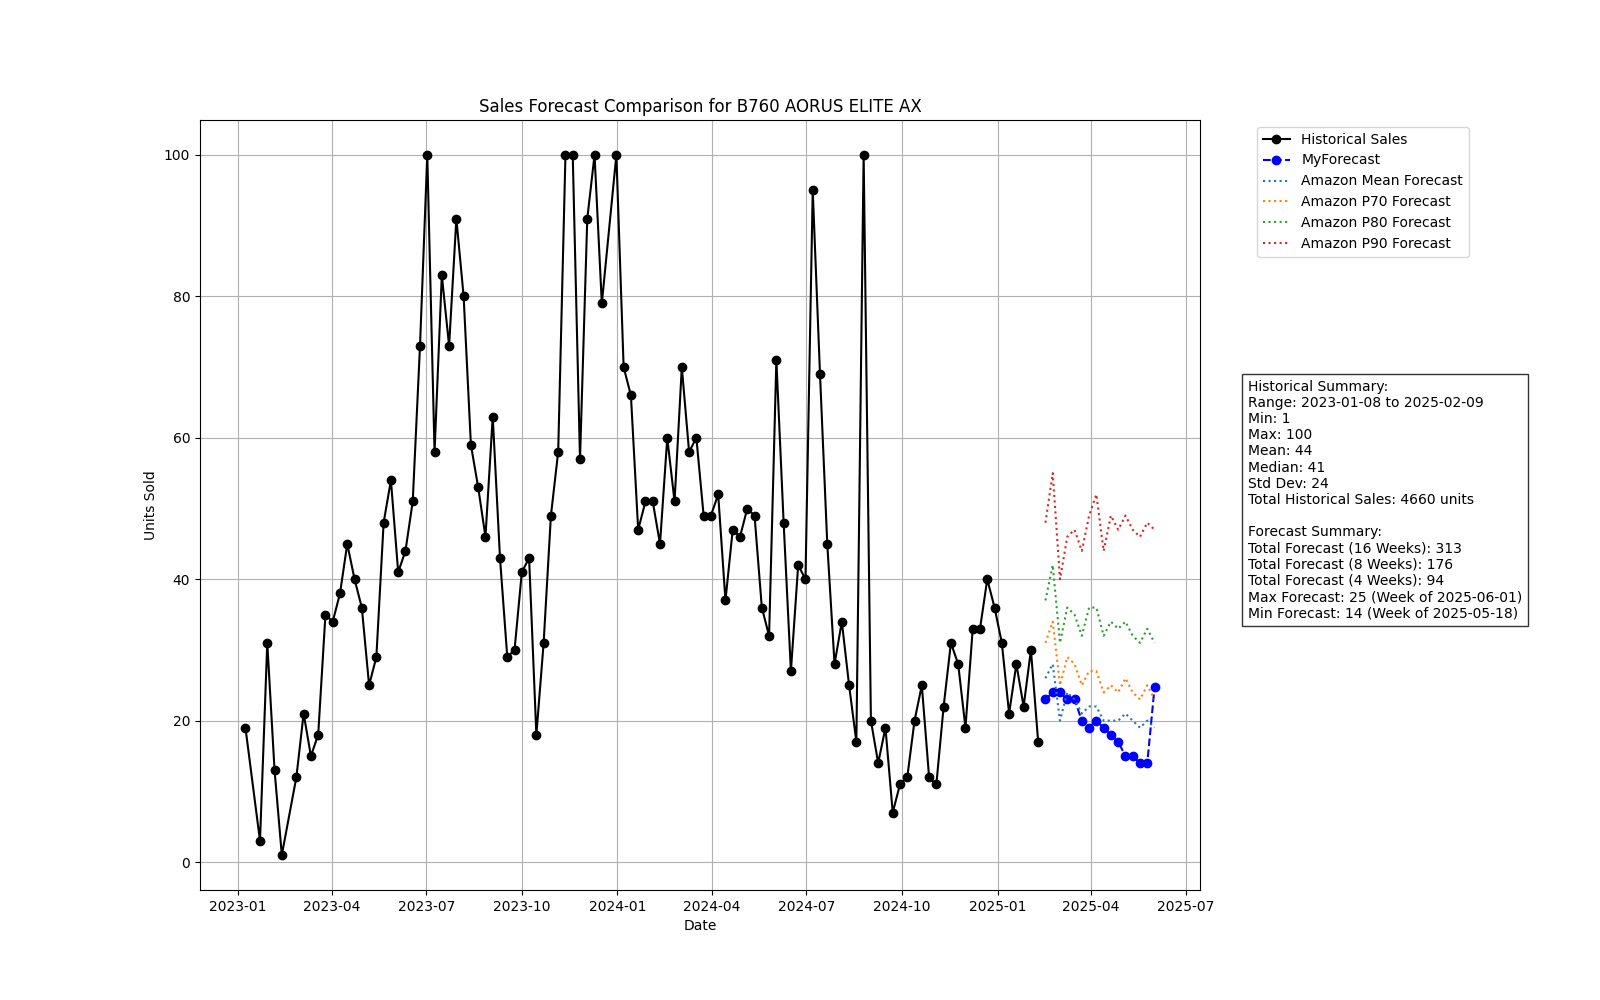 Sales Forecast Comparison for B760 AORUS ELITE AX
Units Sold
100
80
60
40
20
0
2023-01
2023-04
2023-07
2023-10
2024-01
2024-04
2024-07
2024-10
2025-01
2025-04
2025-07
Date
Historical Sales
MyForecast
Amazon Mean Forecast
Amazon P70 Forecast
Amazon P80 Forecast
Amazon P90 Forecast
Historical Summary:
Range: 2023-01-08 to 2025-02-09
Min: 1
Max: 100
Mean: 44
Median: 41
Std Dev: 24
Total Historical Sales: 4660 units
Forecast Summary:
Total Forecast (16 Weeks): 313
Total Forecast (8 Weeks): 176
Total Forecast (4 Weeks): 94
Max Forecast: 25 (Week of 2025-06-01)
Min Forecast: 14 (Week of 2025-05-18)